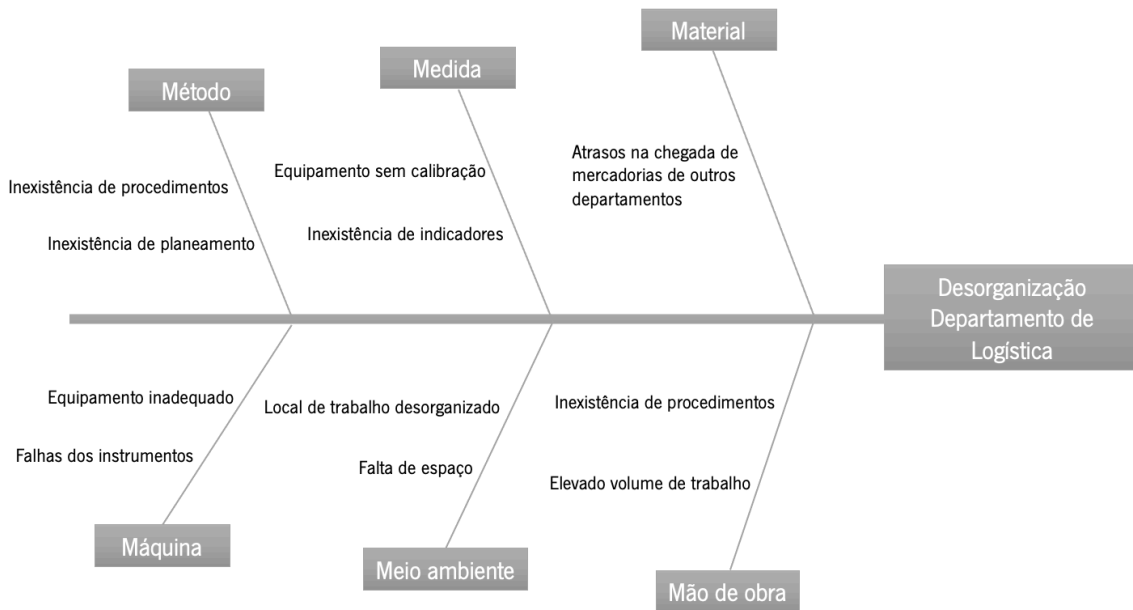 Material
Medida
Método
Atrasos na chegada de
mercadorias de outros
departamentos
Equipamento sem calibração
Inexistência de procedimentos
Inexistência de indicadores
Inexistência de planeamento
Desorganização
Departamento de
Logística
Equipamento inadequado
Local de trabalho desorganizado
Inexistência de procedimentos
Falhas dos instrumentos
Falta de espaço
Elevado volume de trabalho
Máquina
Meio ambiente
Mão de obra